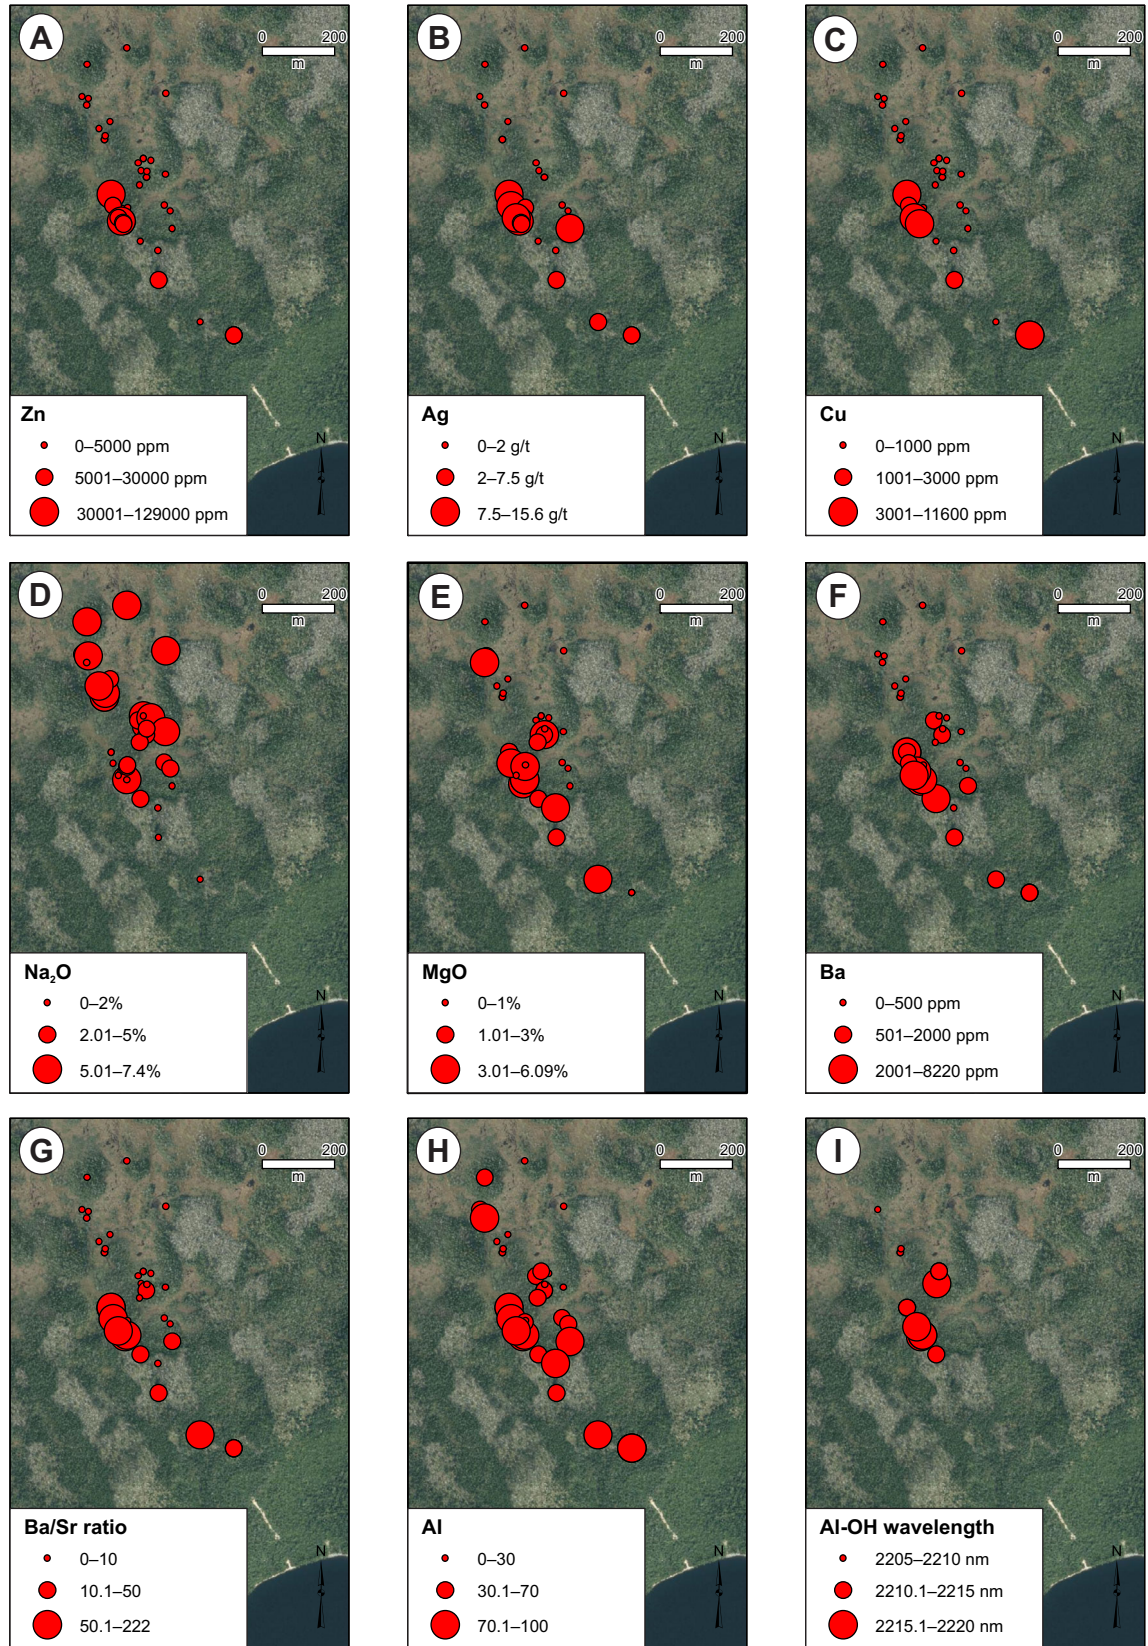 A
0 200
m
Zn
0–5000 ppm
5001–30000 ppm
30001–129000 ppm
N
B
0 200
m
Ag
0–2 g/t
2–7.5 g/t
7.5–15.6 g/t
N
C
0 200
m
Cu
0–1000 ppm
1001–3000 ppm
3001–11600 ppm
N
D
0 200
m
Na₂O
0–2%
2.01–5%
5.01–7.4%
N
E
0 200
m
MgO
0–1%
1.01–3%
3.01–6.09%
N
F
0 200
m
Ba
0–500 ppm
501–2000 ppm
2001–8220 ppm
N
G
0 200
m
Ba/Sr ratio
0–10
10.1–50
50.1–222
N
H
0 200
m
AI
0–30
30.1–70
70.1–100
N
I
0 200
m
Al-OH wavelength
2205–2210 nm
2210.1–2215 nm
2215.1–2220 nm
N